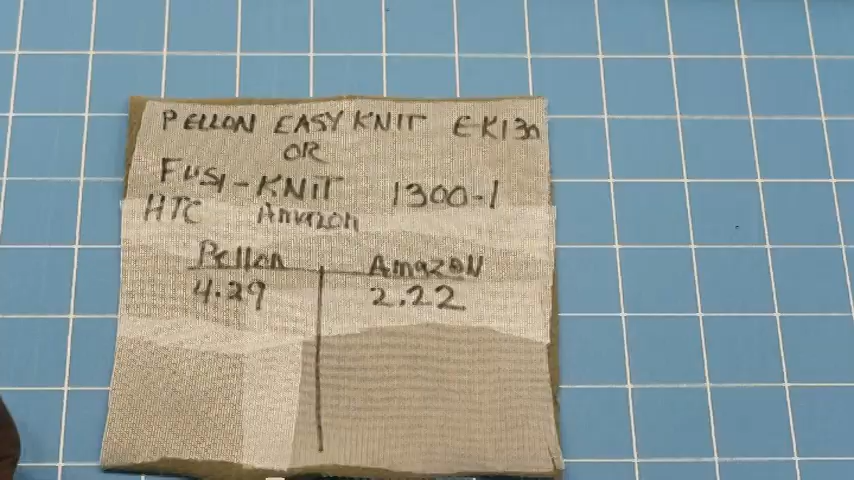 PELLON EASY KNIT EK130
OR
FUSI-KNIT 1300-1
HTC Amazon
Pellon Amazon
4.29 2.22